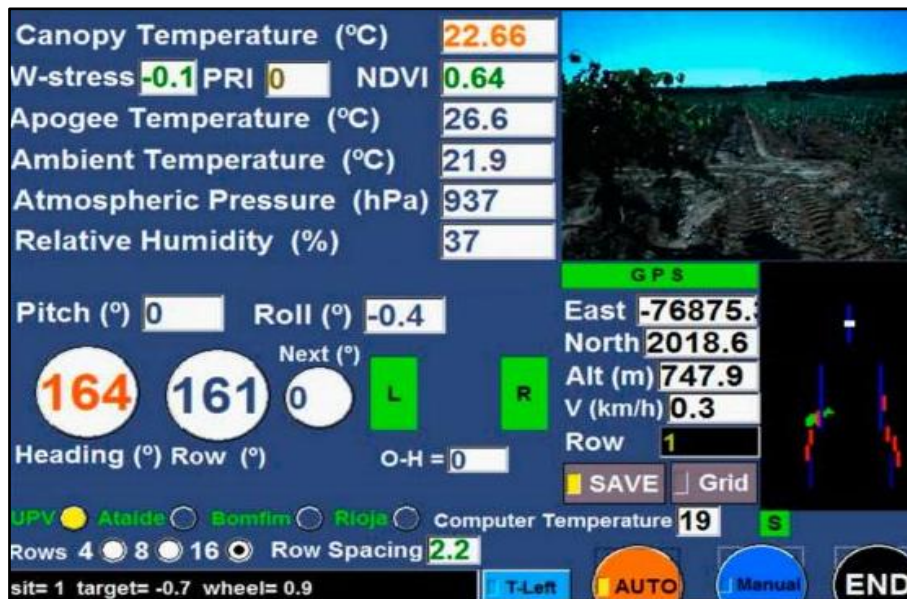 Canopy Temperature (ºC) 22.66
W-stress -0.1 PRI 0 NDVI 0.64
Apogee Temperature (ºC) 26.6
Ambient Temperature (ºC) 21.9
Atmospheric Pressure (hPa) 937
Relative Humidity (%) 37
GPS
Pitch (º) 0 Roll (º) -0.4
East -76875.
North 2018.6
Alt (m) 747.9
V (km/h) 0.3
Row 1
Next (º)
164 161 0 L R
Heading (º) Row (º) O-H = 0
SAVE Grid
UPV Ataide Bomfim Rioja Computer Temperature 19 S
Rows 4 8 16 Row Spacing 2.2
sit= 1 target= -0.7 wheel= 0.9 T-Left AUTO Manual END